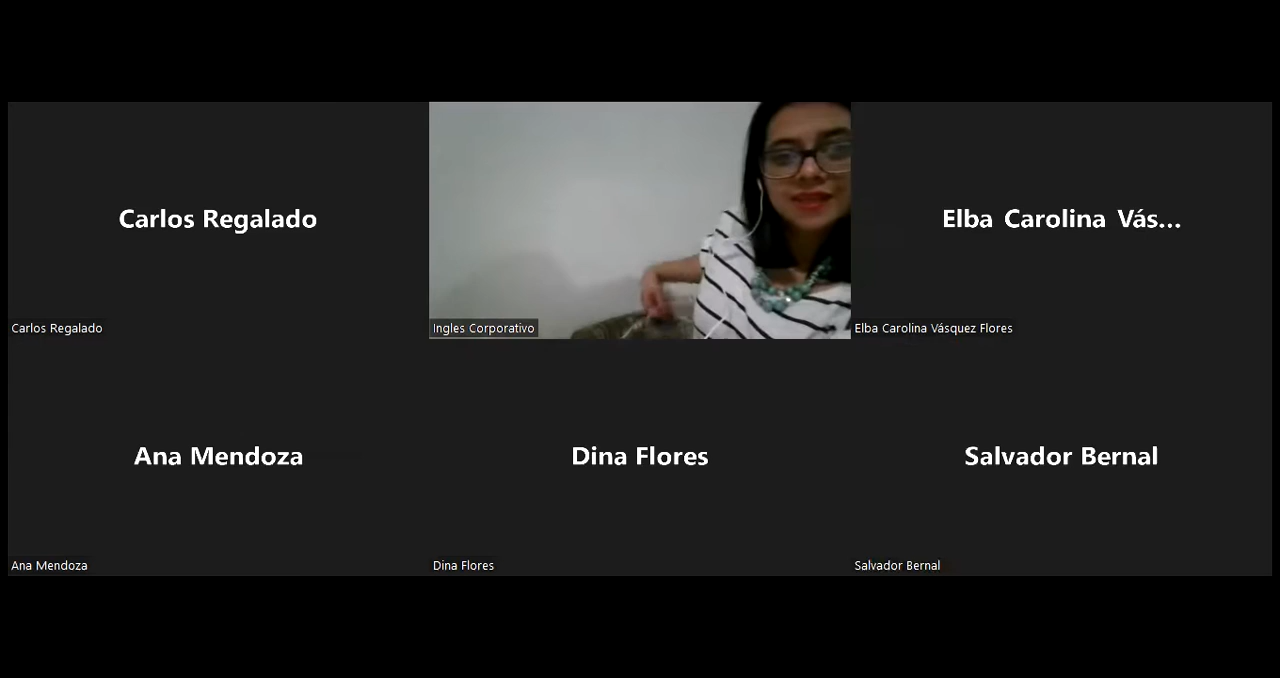 Carlos Regalado
Elba Carolina Vás...
Carlos Regalado
Ingles Corporativo
Elba Carolina Vásquez Flores
Ana Mendoza
Dina Flores
Salvador Bernal
Ana Mendoza
Dina Flores
Salvador Bernal